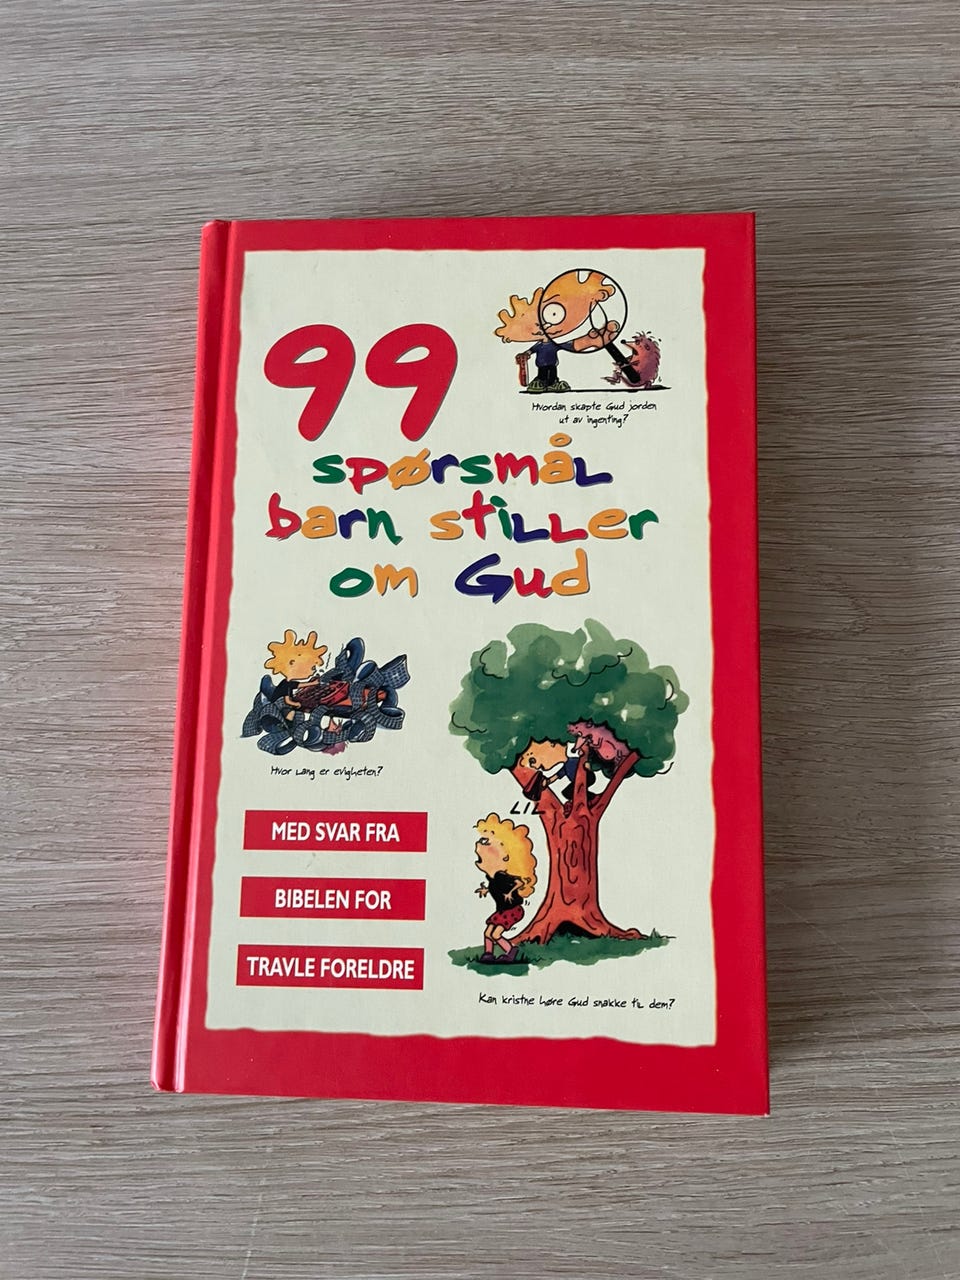 Hvordan skapte Gud jorden
ut av ingenting?
99
spørsmål
barn stiller
om Gud
Hvor lang er evigheten?
MED SVAR FRA
BIBELEN FOR
TRAVLE FORELDRE
Kan kristne høre Gud snakke til dem?